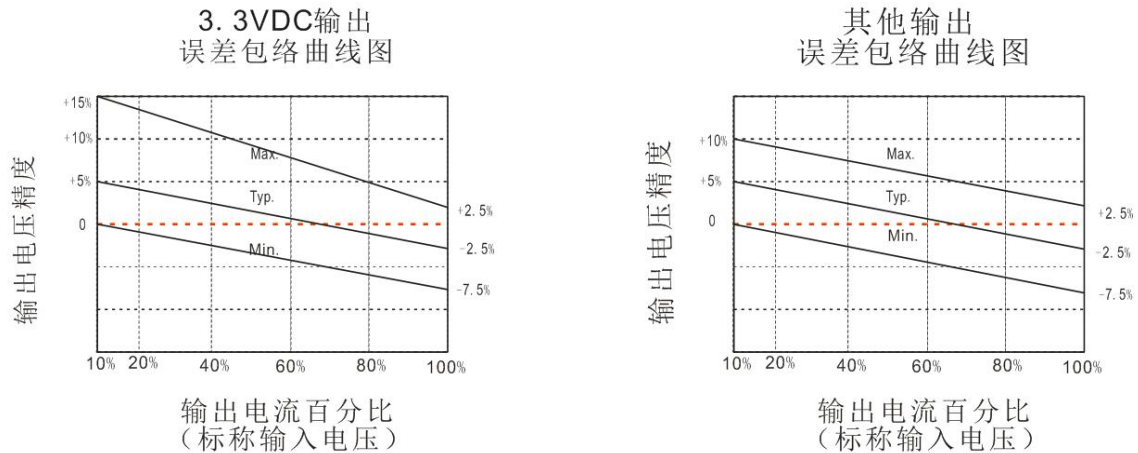 3. 3VDC输出
误差包络曲线图
+15%
+10%
+5%
0
Max.
Typ.
Min.
+2.5%
-2.5%
-7.5%
10% 20% 40% 60% 80% 100%
输出电压精度
输出电流百分比
（标称输入电压）
其他输出
误差包络曲线图
+10%
+5%
0
Max.
Typ.
Min.
+2.5%
-2.5%
-7.5%
10% 20% 40% 60% 80% 100%
输出电压精度
输出电流百分比
（标称输入电压）